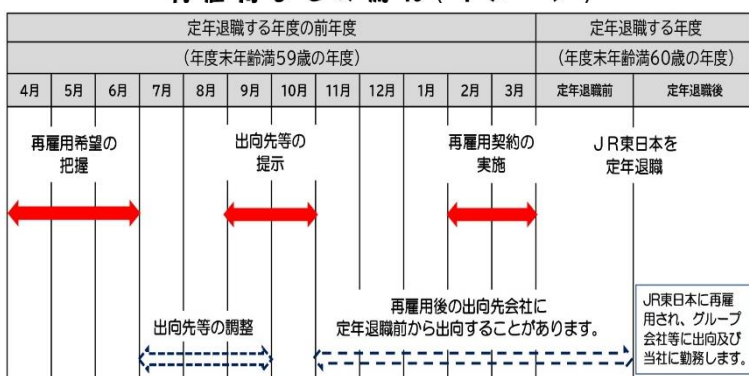 定年退職する年度の前年度
定年退職する年度
(年度末年齢満59歳の年度)
(年度末年齢満60歳の年度)
4月 5月 6月 7月 8月 9月 10月 11月 12月 1月 2月 3月 定年退職前 定年退職後
再雇用希望の
把握
出向先等の
提示
再雇用契約の
実施
JR東日本を
定年退職
出向先等の調整
再雇用後の出向先会社に
定年退職前から出向することがあります。
JR東日本に再雇
用され、グループ
会社等に出向及び
当社に勤務します。